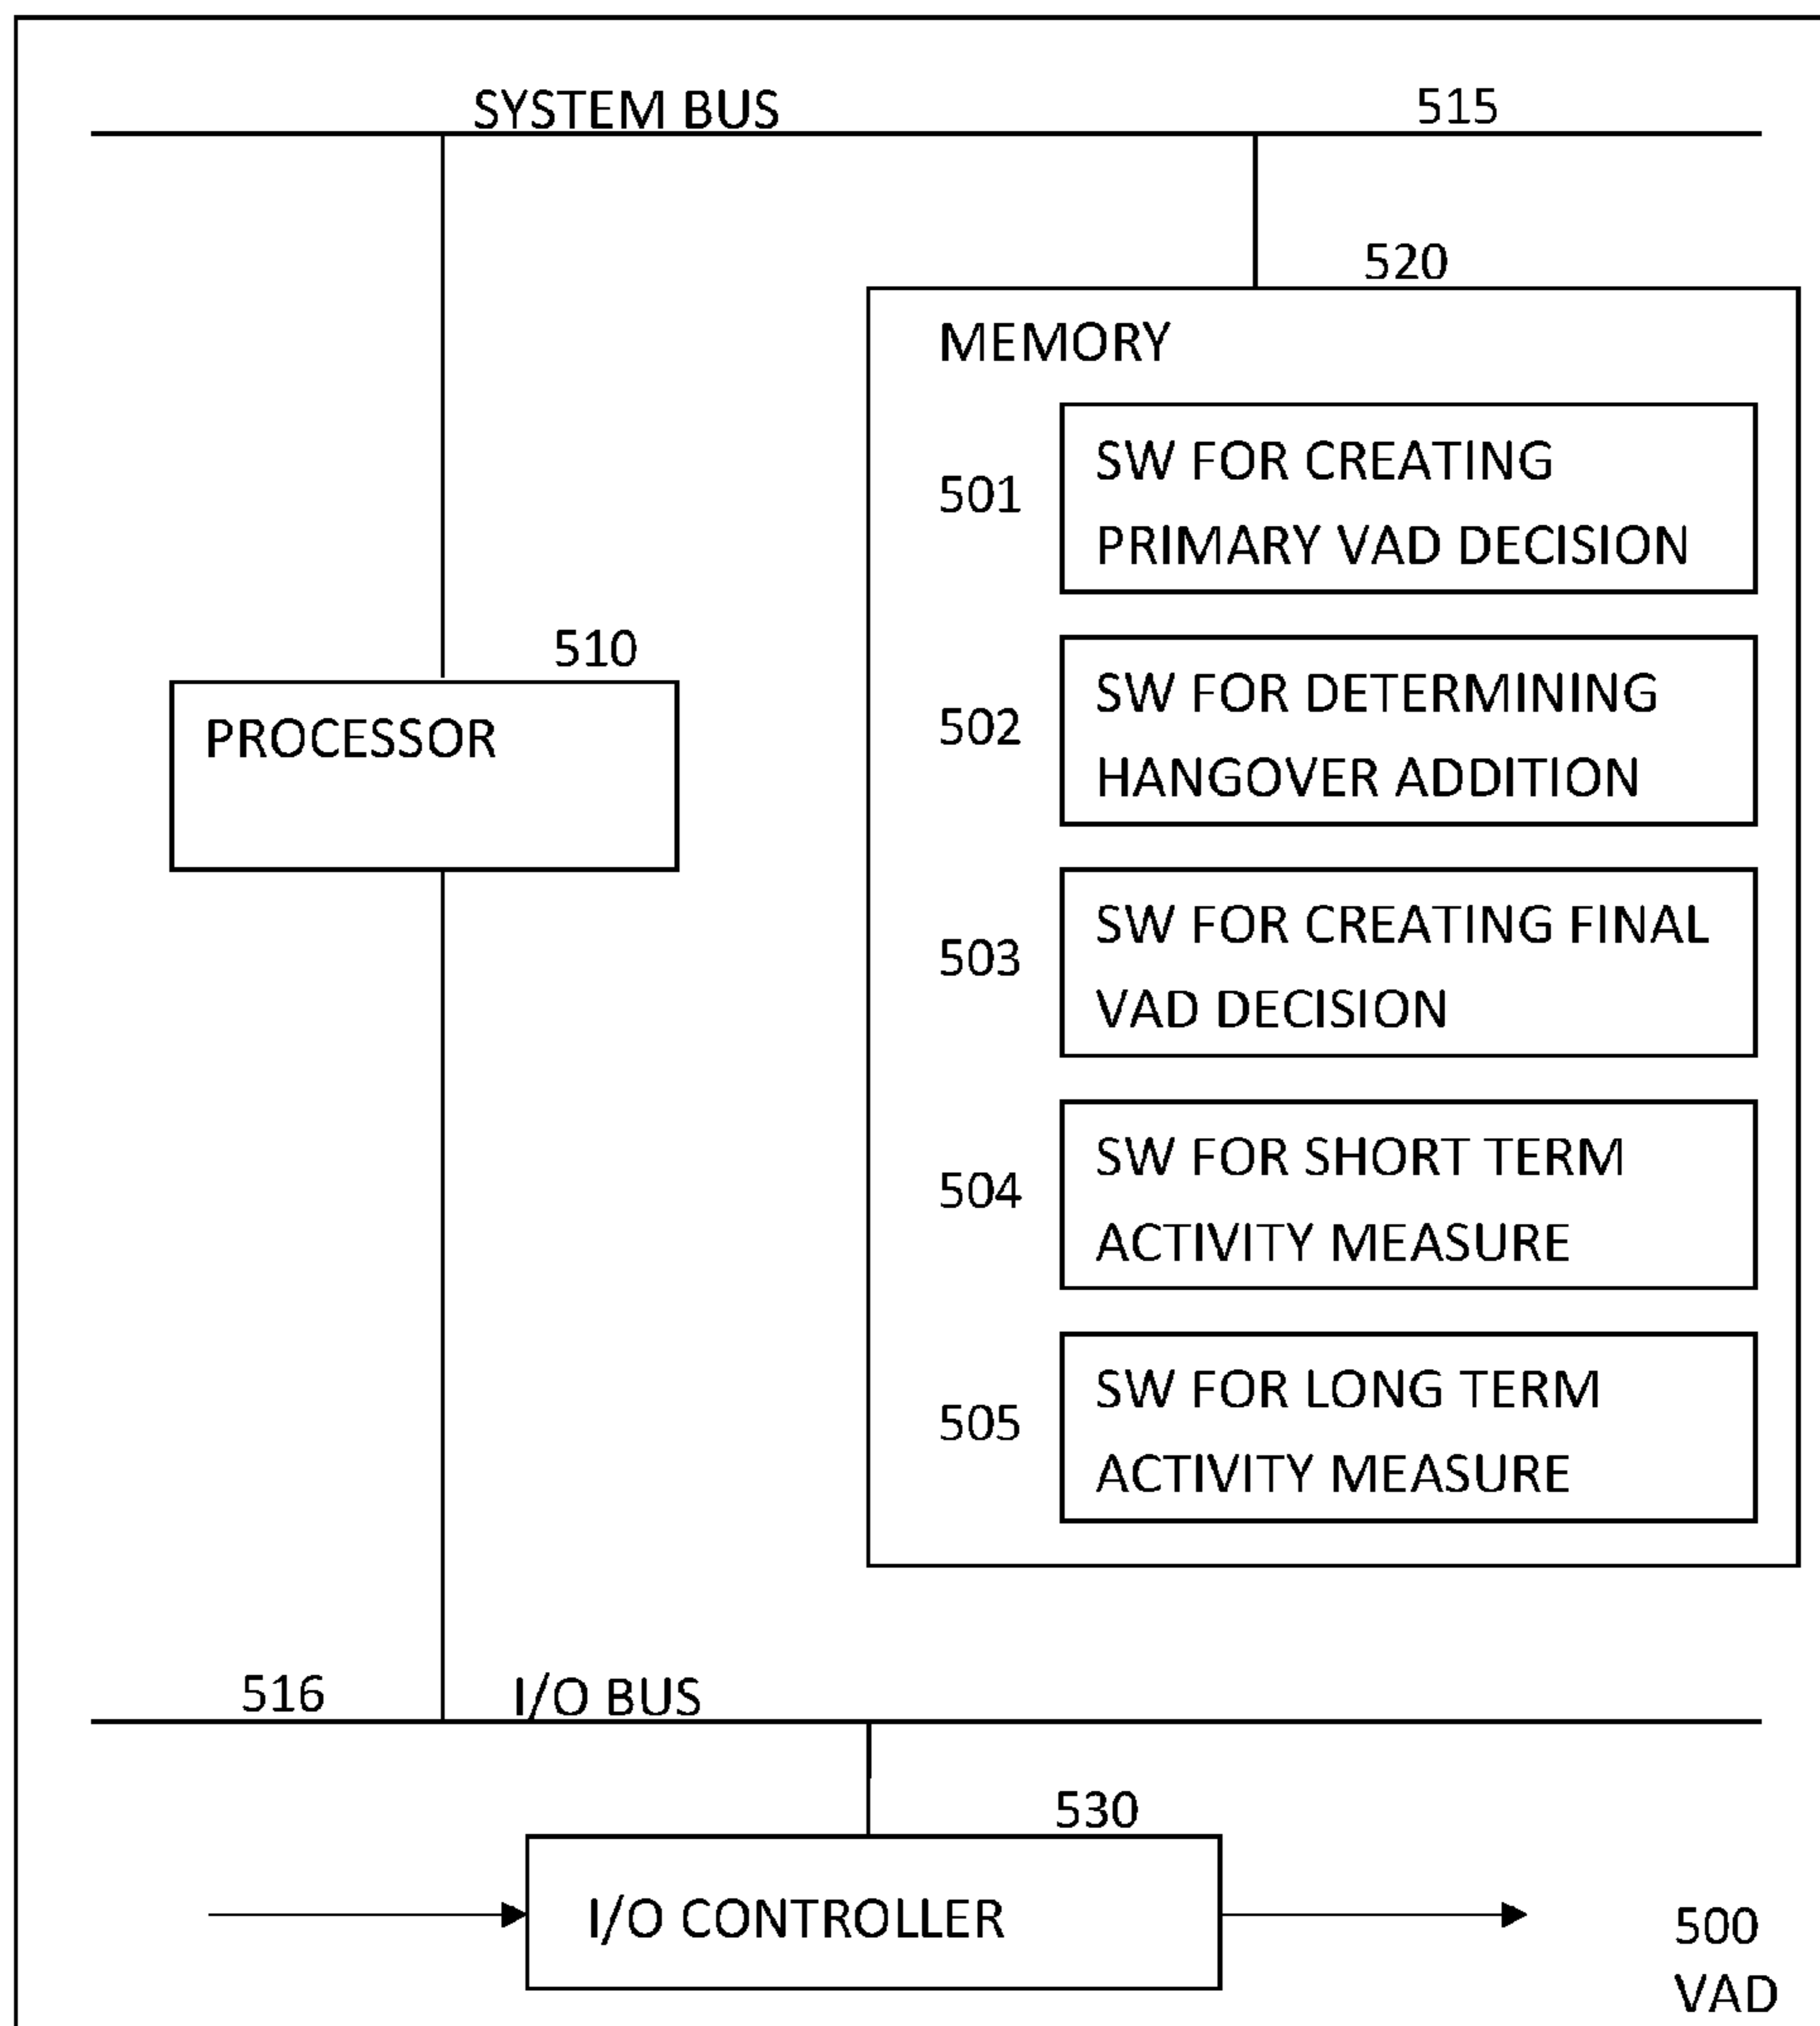 SYSTEM BUS
515
520
MEMORY
501
SW FOR CREATING
PRIMARY VAD DECISION
510
PROCESSOR
502
SW FOR DETERMINING
HANGOVER ADDITION
503
SW FOR CREATING FINAL
VAD DECISION
504
SW FOR SHORT TERM
ACTIVITY MEASURE
505
SW FOR LONG TERM
ACTIVITY MEASURE
516
I/O BUS
530
I/O CONTROLLER
500
VAD